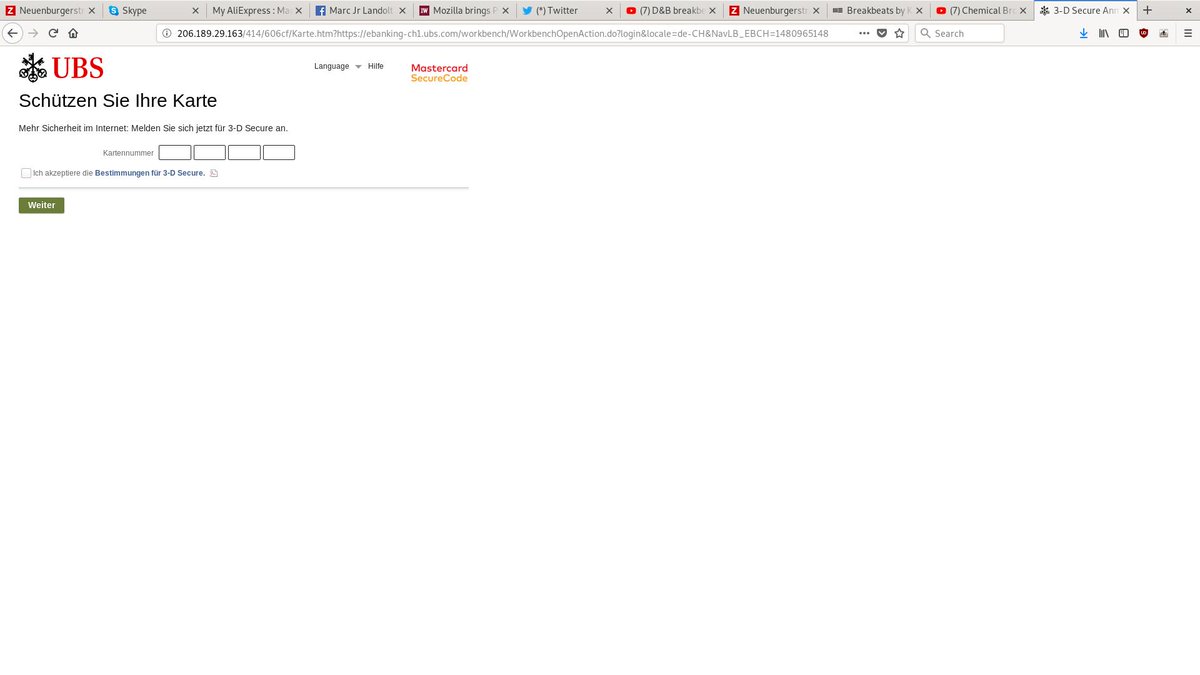 Neuenburgerstr
Skype
My AliExpress : Ma
Marc Jr Landolt
Mozilla brings P
(*) Twitter
(7) D&B breakbe
Neuenburgerstr
Breakbeats by K
(7) Chemical Bro
3-D Secure Anm
206.189.29.163/414/606cf/Karte.htm?https://ebanking-ch1.ubs.com/workbench/WorkbenchOpenAction.do?login&locale=de-CH&NavLB_EBCH=1480965148
Search
UBS
Language
Hilfe
Mastercard
SecureCode
Schützen Sie Ihre Karte
Mehr Sicherheit im Internet: Melden Sie sich jetzt für 3-D Secure an.
Kartennummer
Ich akzeptiere die Bestimmungen für 3-D Secure.
Weiter